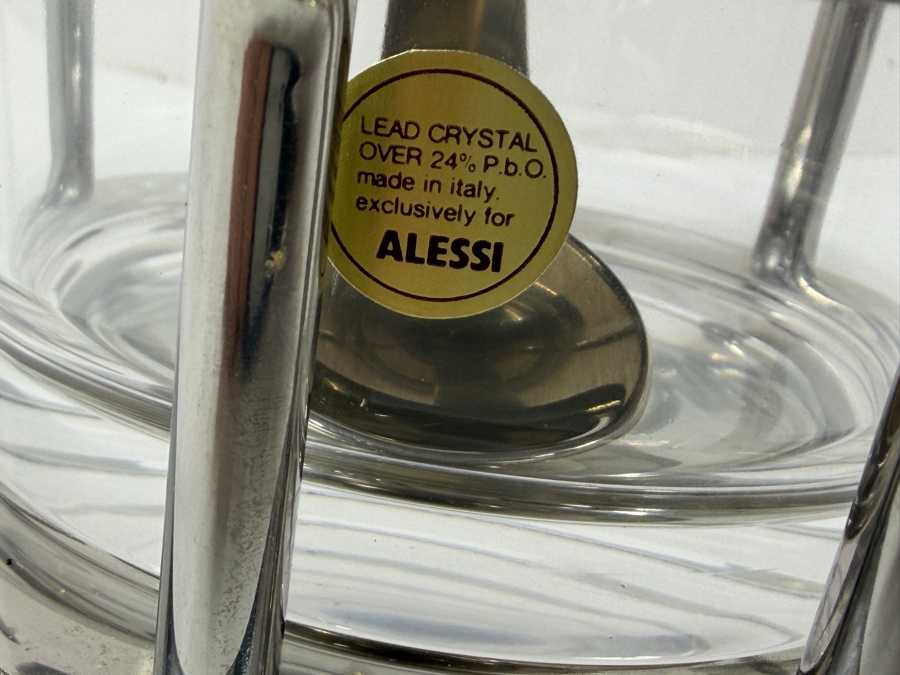 LEAD CRYSTAL
OVER 24% P.b.O.
made in italy.
exclusively for
ALESSI